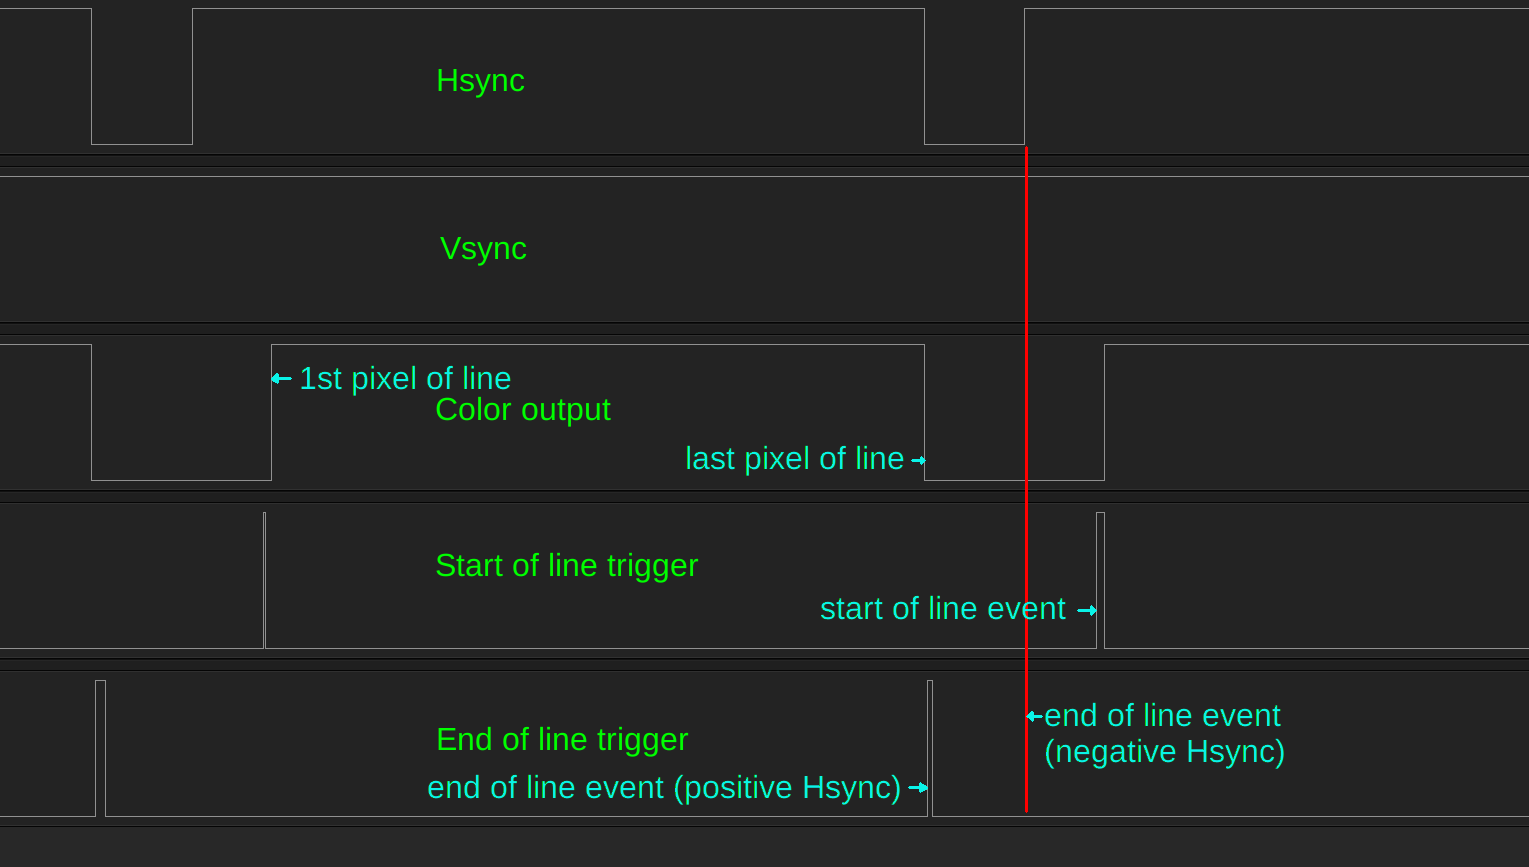 Hsync
Vsync
1st pixel of line
Color output
last pixel of line
Start of line trigger
start of line event
end of line event
(negative Hsync)
End of line trigger
end of line event (positive Hsync)